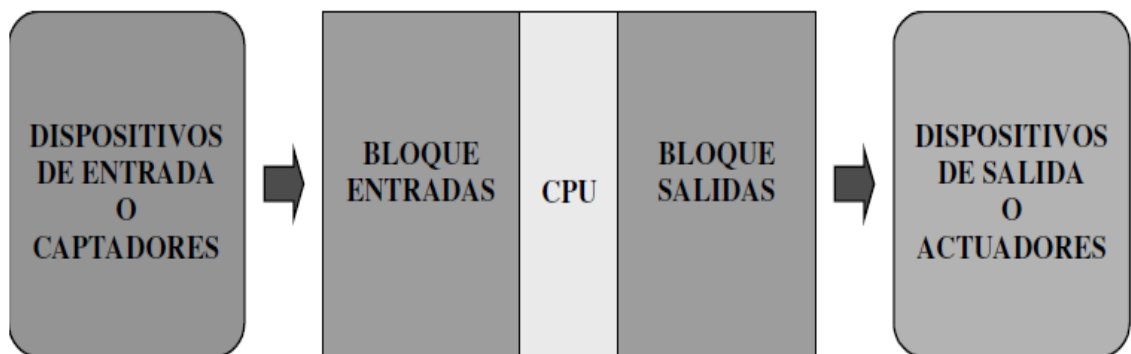 DISPOSITIVOS
DE ENTRADA
O
CAPTADORES
BLOQUE
ENTRADAS
CPU
BLOQUE
SALIDAS
DISPOSITIVOS
DE SALIDA
O
ACTUADORES